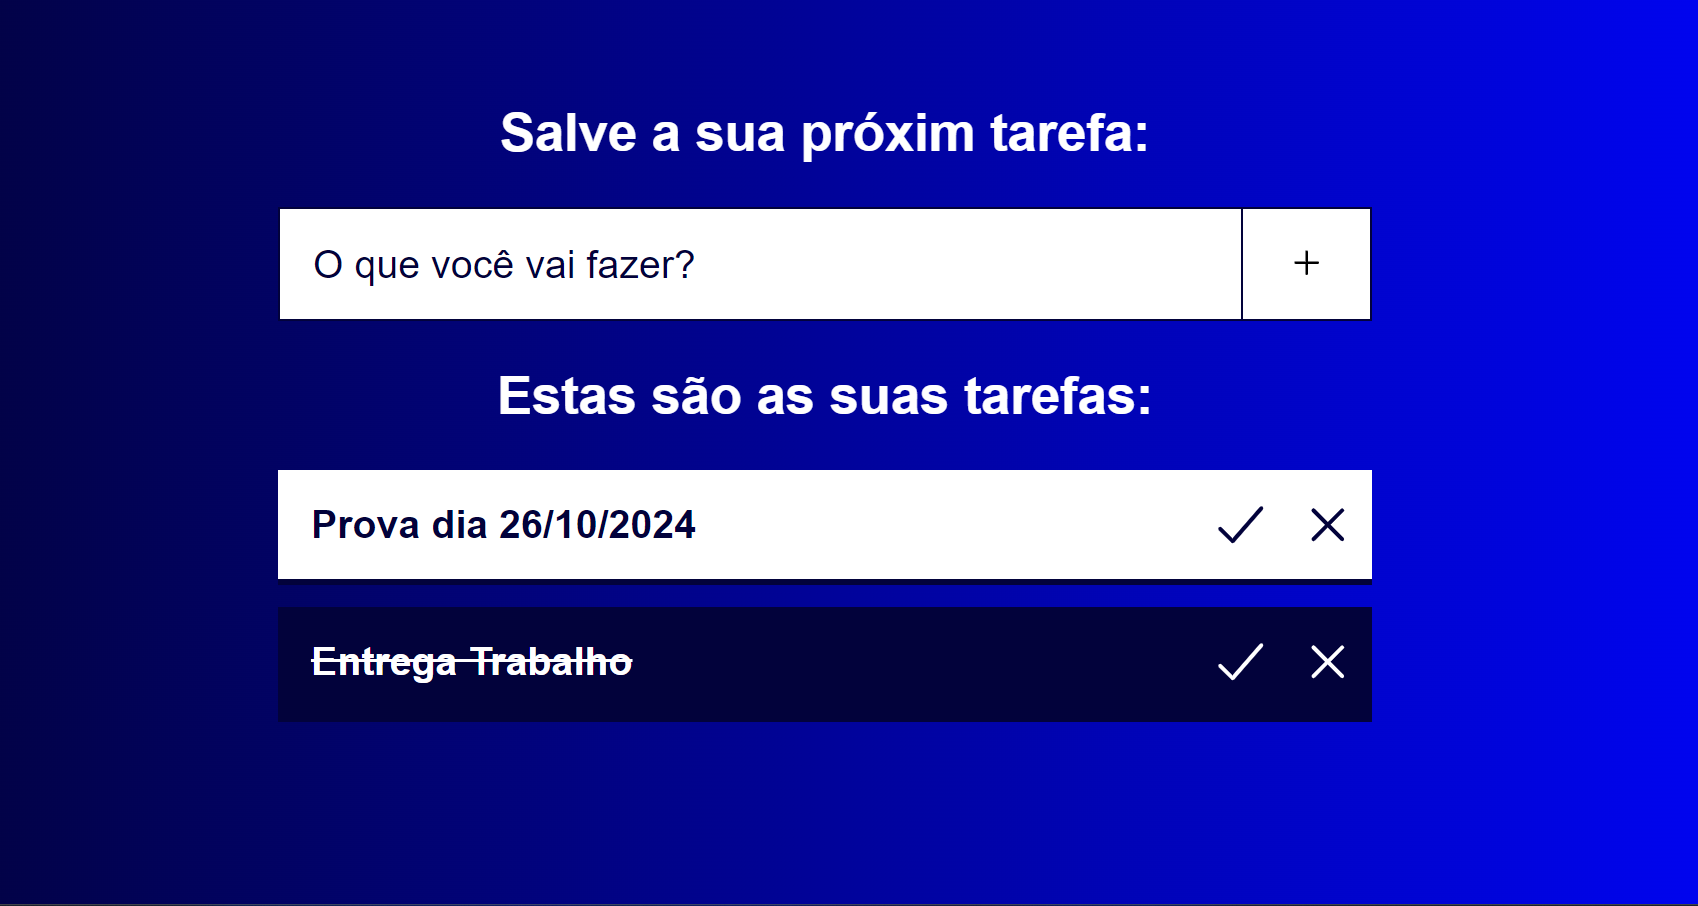 Salve a sua próxim tarefa:
O que você vai fazer?
+
Estas são as suas tarefas:
Prova dia 26/10/2024
Entrega Trabalho